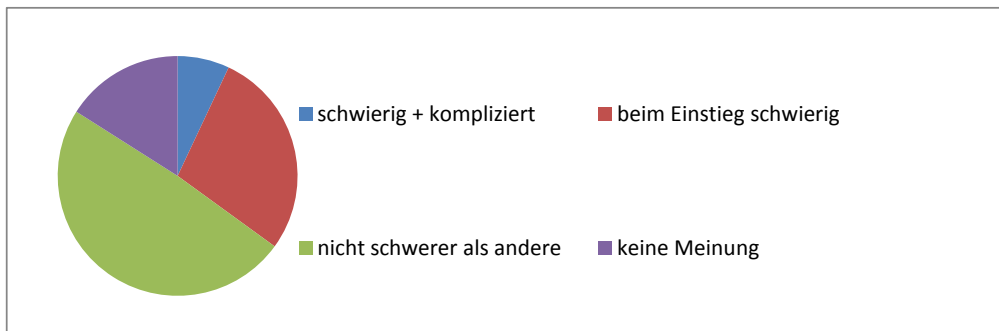 schwierig + kompliziert
beim Einstieg schwierig
nicht schwerer als andere
keine Meinung